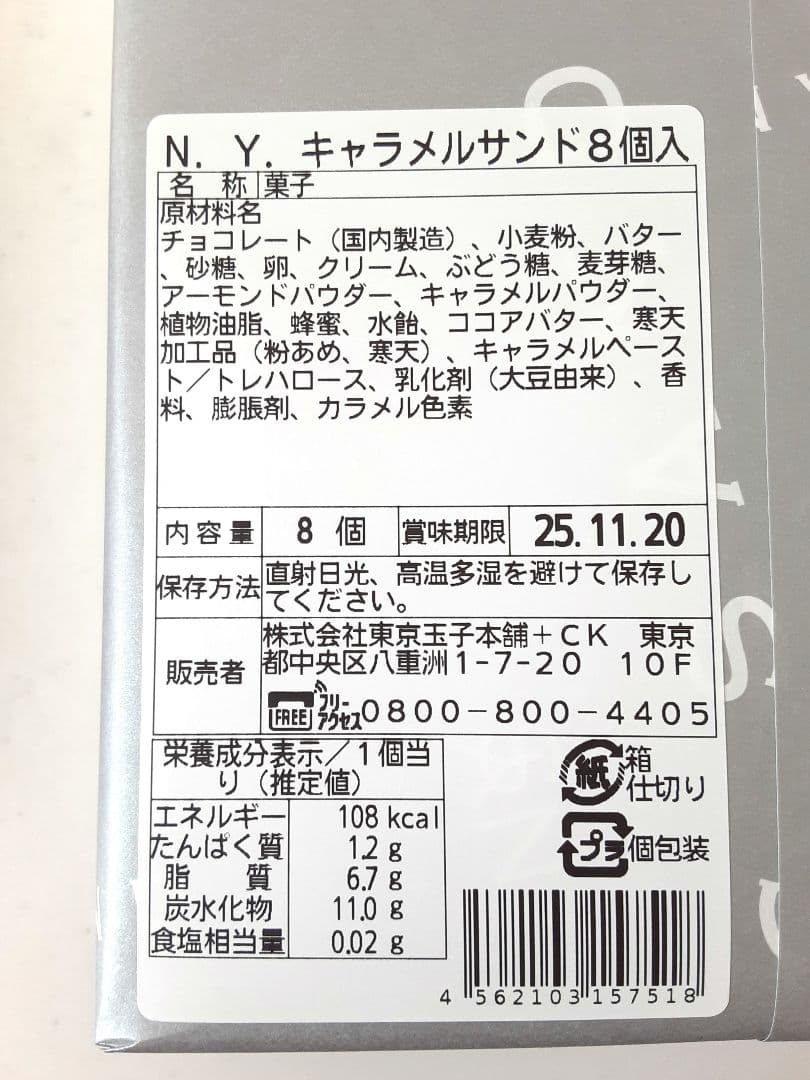 N. Y. キャラメルサンド8個入
名 称 菓子
原材料名
チョコレート（国内製造）、小麦粉、バター
、砂糖、卵、クリーム、ぶどう糖、麦芽糖、
アーモンドパウダー、キャラメルパウダー、
植物油脂、蜂蜜、水飴、ココアバター、寒天
加工品（粉あめ、寒天）、キャラメルペース
ト／トレハロース、乳化剤（大豆由来）、香
料、膨脹剤、カラメル色素
内容量 8 個 賞味期限 25.11.20
保存方法 直射日光、高温多湿を避けて保存し
てください。
販売者 株式会社東京玉子本舗＋CK 東京
都中央区八重洲1-7-20 10F
FREE フリーアクセス 0800-800-4405
栄養成分表示／1個当
り（推定値）
エネルギー 108 kcal
たんぱく質 1.2 g
脂 質 6.7 g
炭水化物 11.0 g
食塩相当量 0.02 g
紙 箱
仕切り
プラ 個包装
4 562103 157518